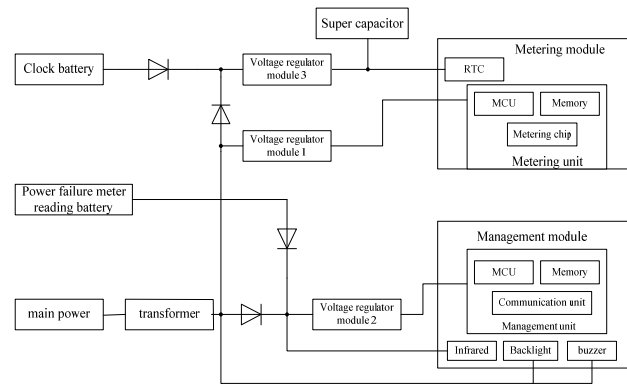 Super capacitor
Clock battery
Voltage regulator
module 3
Metering module
RTC
MCU
Memory
Metering chip
Metering unit
Voltage regulator
module 1
Power failure meter
reading battery
Management module
MCU
Memory
Communication unit
Management unit
main power
transformer
Voltage regulator
module 2
Infrared
Backlight
buzzer